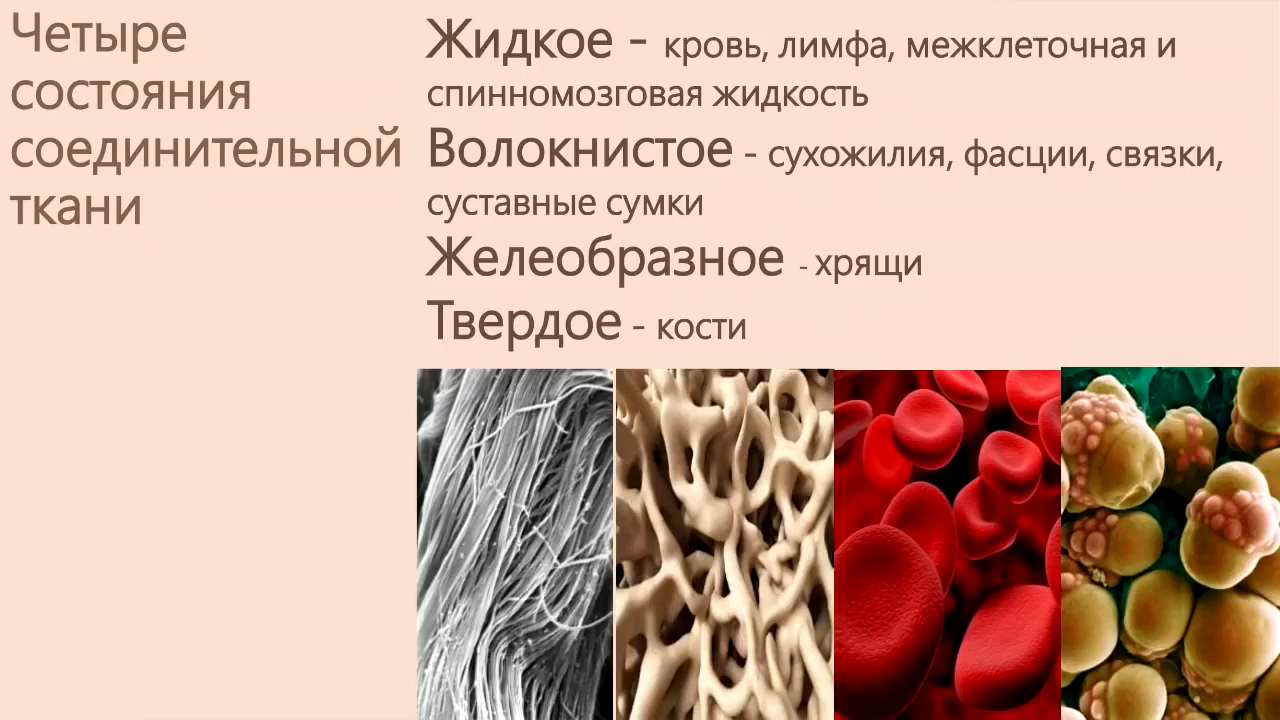 Четыре
состояния
соединительной
ткани
Жидкое - кровь, лимфа, межклеточная и
спинномозговая жидкость
Волокнистое - сухожилия, фасции, связки,
суставные сумки
Желеобразное - хрящи
Твердое - кости